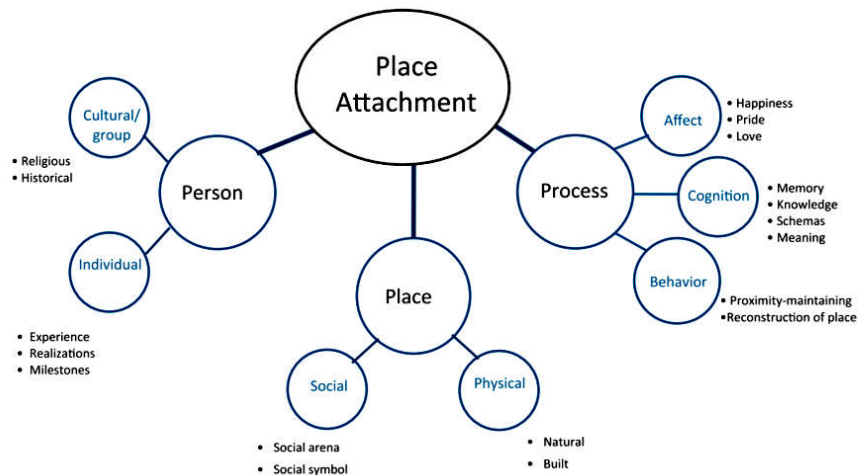 Place
Attachment
Cultural/
group
• Religious
• Historical
Person
Individual
• Experience
• Realizations
• Milestones
Place
Social
• Social arena
• Social symbol
Physical
• Natural
• Built
Process
Affect
• Happiness
• Pride
• Love
Cognition
• Memory
• Knowledge
• Schemas
• Meaning
Behavior
• Proximity-maintaining
•Reconstruction of place